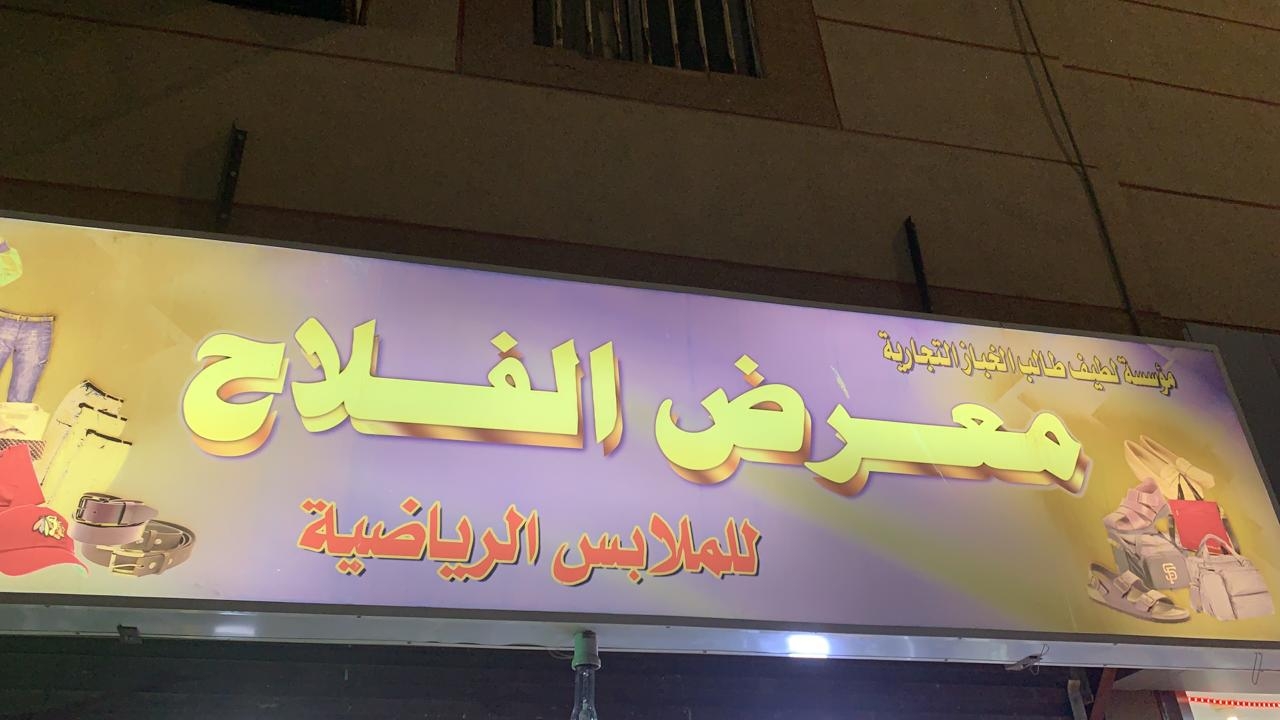 مؤسسة لطيف طالب الخباز التجارية
معرض الفلاح
للملابس الرياضية